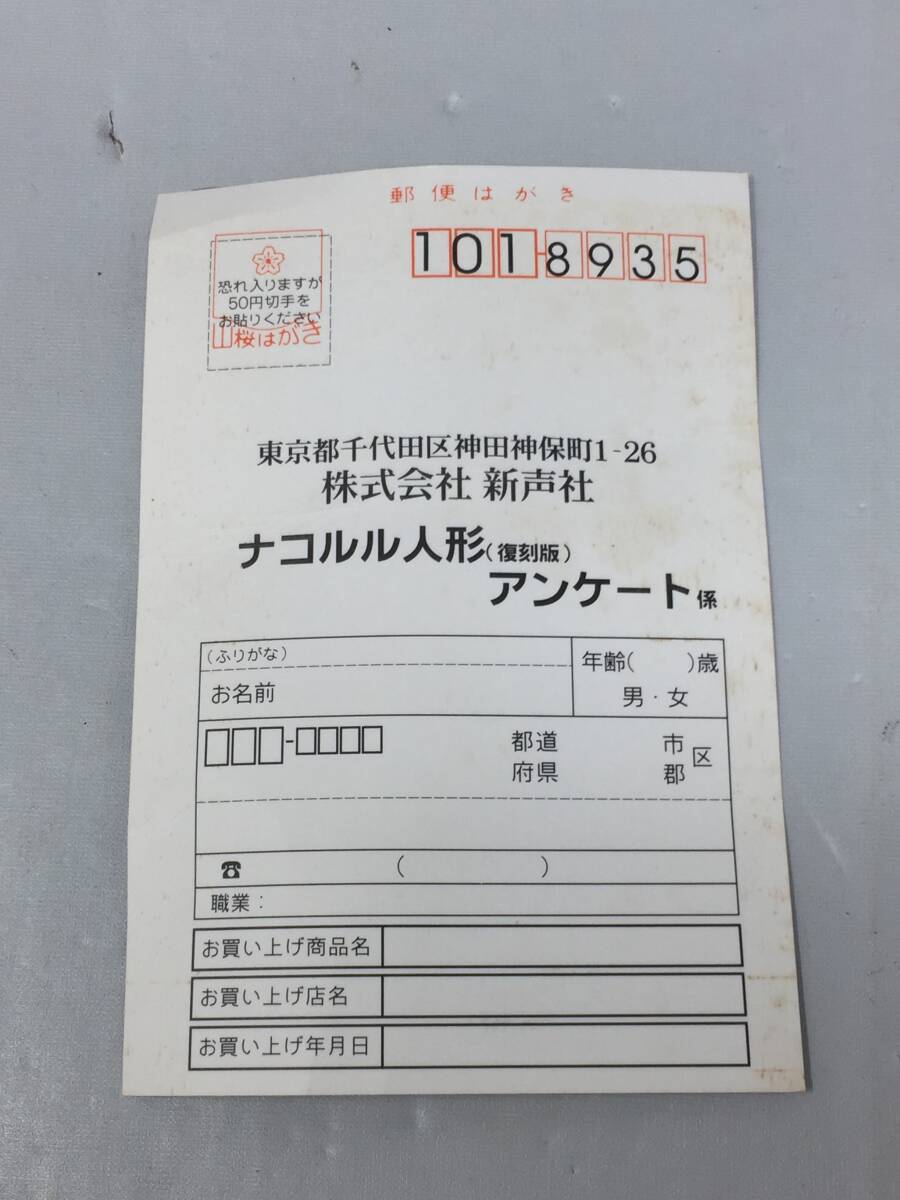 郵便はがき
101-8935
恐れ入りますが
50円切手を
お貼りください
山桜はがき
東京都千代田区神田神保町1-26
株式会社 新声社
ナコルル人形(復刻版)
アンケート係
(ふりがな)
お名前
年齢( )歳
男・女
都道府県
市郡区
☎ ( )
職業:
お買い上げ商品名
お買い上げ店名
お買い上げ年月日